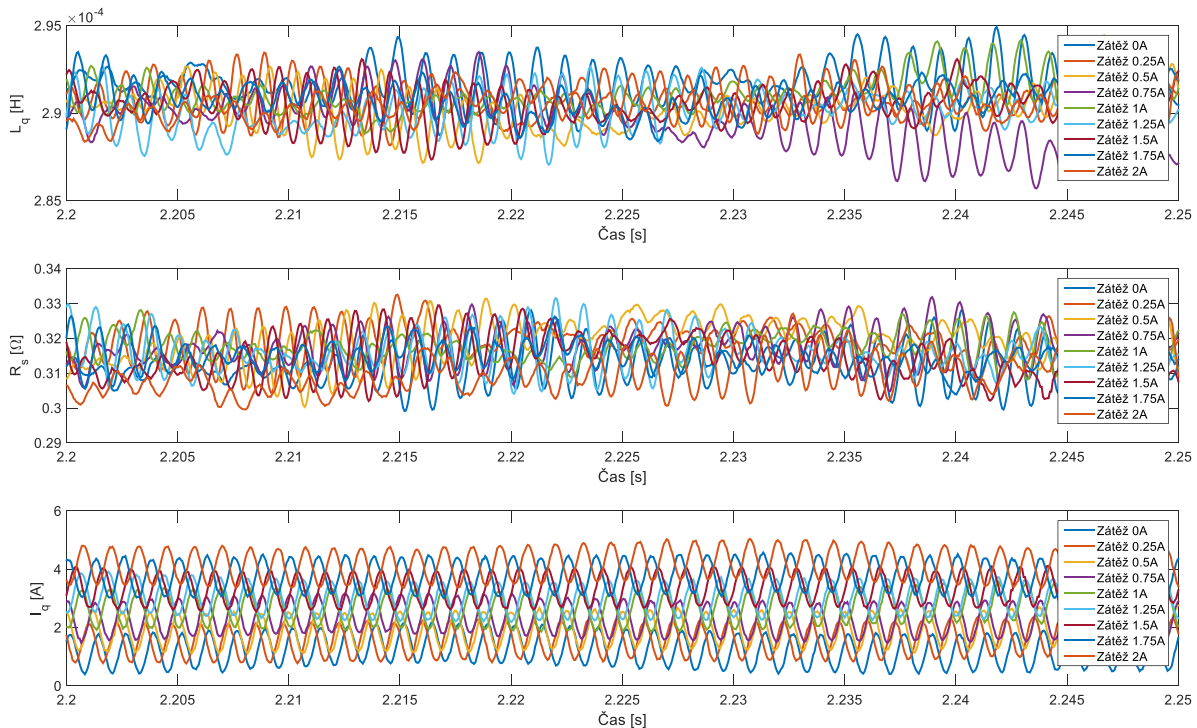 ×10⁻⁴
2.95
2.9
2.85
L_q [H]
2.2 2.205 2.21 2.215 2.22 2.225 2.23 2.235 2.24 2.245 2.25
Čas [s]
Zátěž 0A
Zátěž 0.25A
Zátěž 0.5A
Zátěž 0.75A
Zátěž 1A
Zátěž 1.25A
Zátěž 1.5A
Zátěž 1.75A
Zátěž 2A
0.34
0.33
0.32
0.31
0.3
0.29
R_s [Ω]
2.2 2.205 2.21 2.215 2.22 2.225 2.23 2.235 2.24 2.245 2.25
Čas [s]
Zátěž 0A
Zátěž 0.25A
Zátěž 0.5A
Zátěž 0.75A
Zátěž 1A
Zátěž 1.25A
Zátěž 1.5A
Zátěž 1.75A
Zátěž 2A
6
4
2
0
I_q [A]
2.2 2.205 2.21 2.215 2.22 2.225 2.23 2.235 2.24 2.245 2.25
Čas [s]
Zátěž 0A
Zátěž 0.25A
Zátěž 0.5A
Zátěž 0.75A
Zátěž 1A
Zátěž 1.25A
Zátěž 1.5A
Zátěž 1.75A
Zátěž 2A